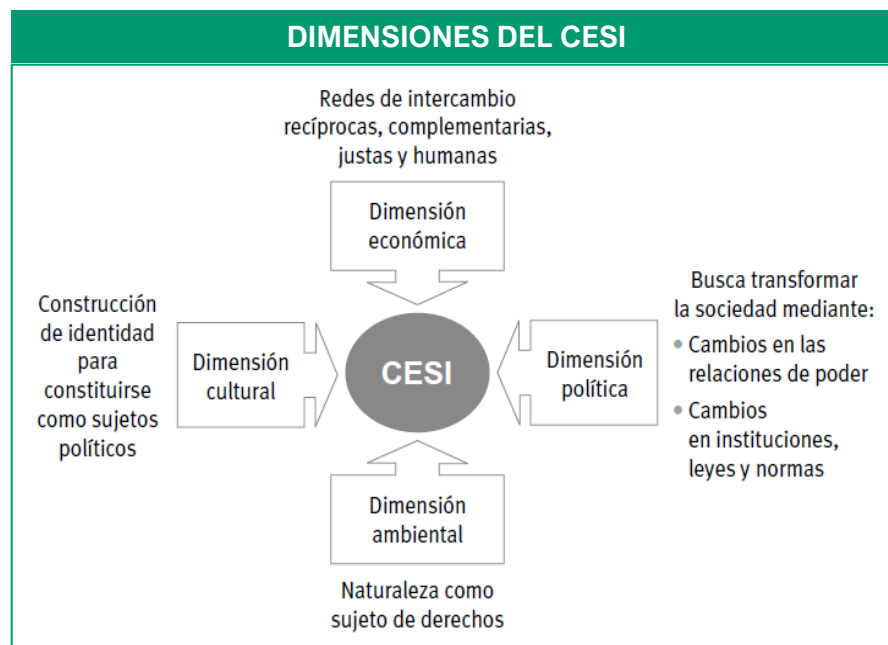 DIMENSIONES DEL CESI
Redes de intercambio
recíprocas, complementarias,
justas y humanas
Dimensión
económica
Construcción
de identidad
para
constituirse
como sujetos
políticos
Dimensión
cultural
CESI
Dimensión
política
Busca transformar
la sociedad mediante:
• Cambios en las
relaciones de poder
• Cambios
en instituciones,
leyes y normas
Dimensión
ambiental
Naturaleza como
sujeto de derechos